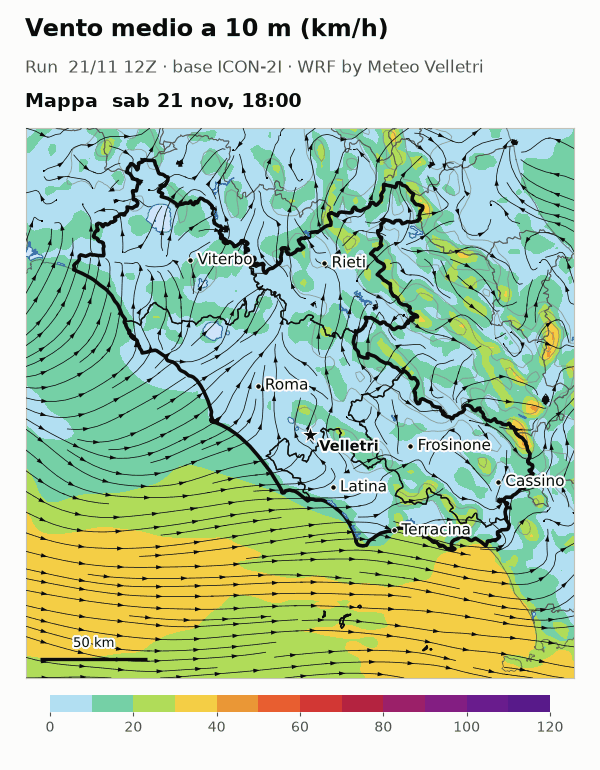 Vento medio a 10 m (km/h)
Run  21/11 12Z · base ICON-2I · WRF by Meteo Velletri
Mappa  sab 21 nov, 18:00
Viterbo
Rieti
Roma
Velletri
Frosinone
Latina
Cassino
Terracina
50 km
0 20 40 60 80 100 120